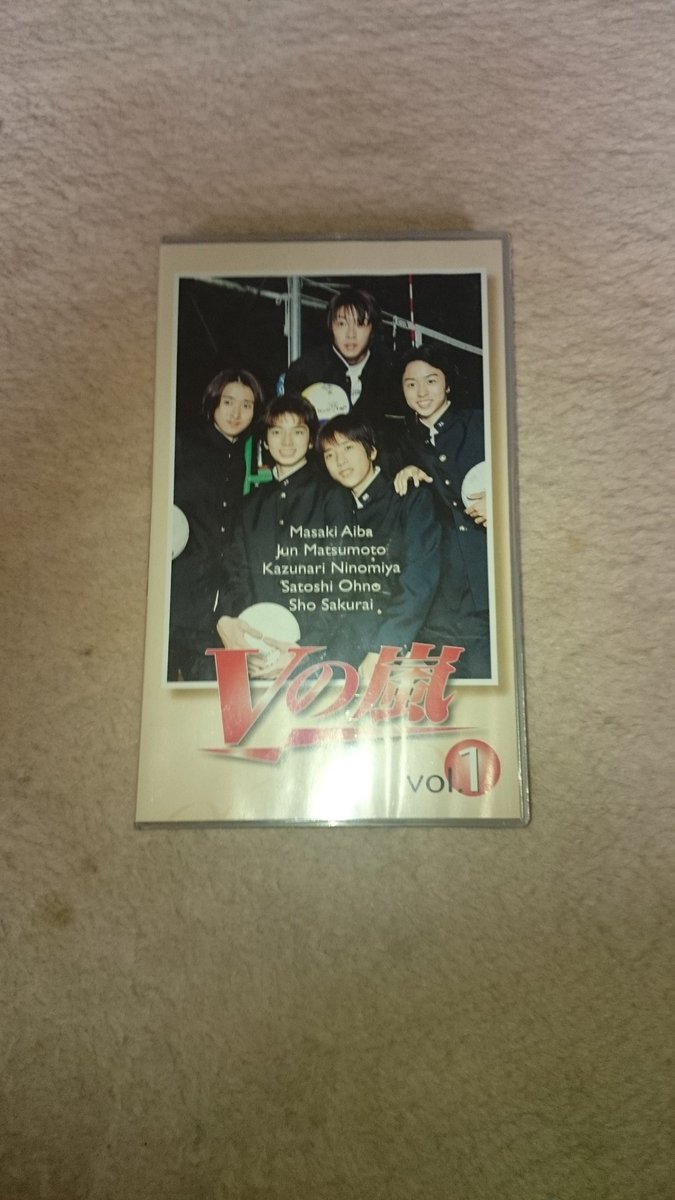 Masaki Aiba
Jun Matsumoto
Kazunari Ninomiya
Satoshi Ohno
Sho Sakurai
Vの嵐
vol.1